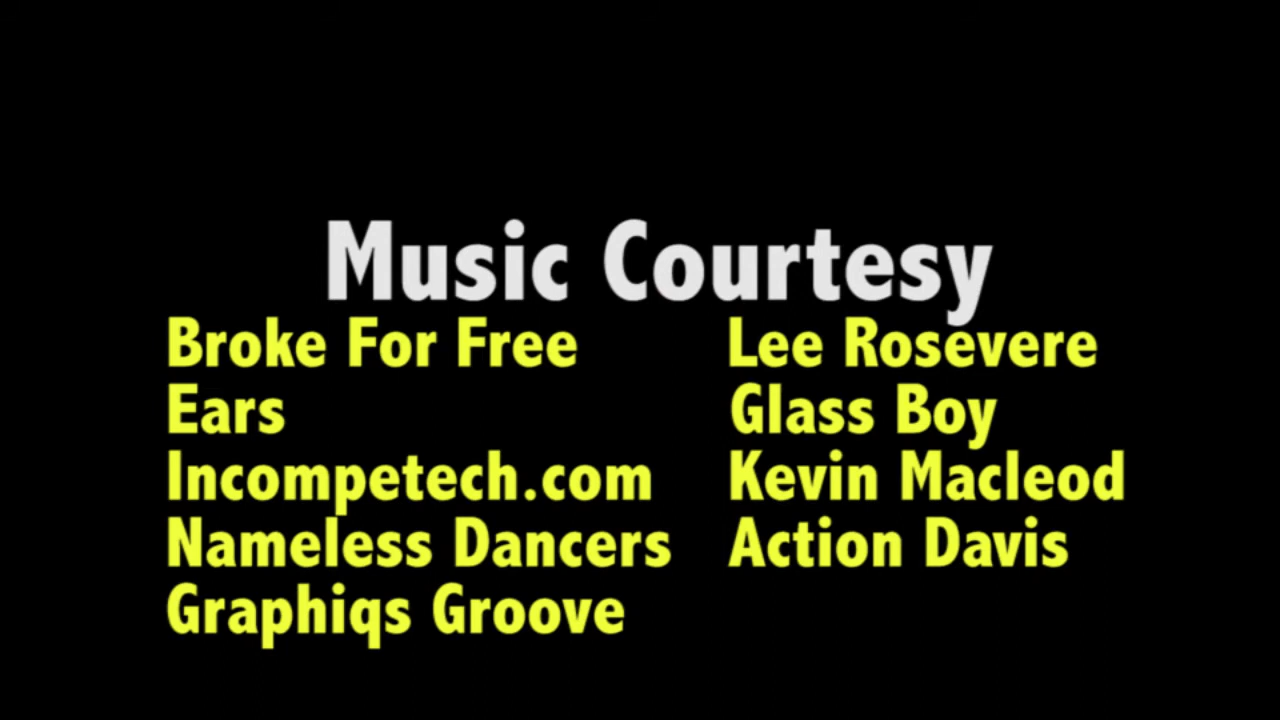 Music Courtesy
Broke For Free
Ears
Incompetech.com
Nameless Dancers
Graphiqs Groove
Lee Rosevere
Glass Boy
Kevin Macleod
Action Davis